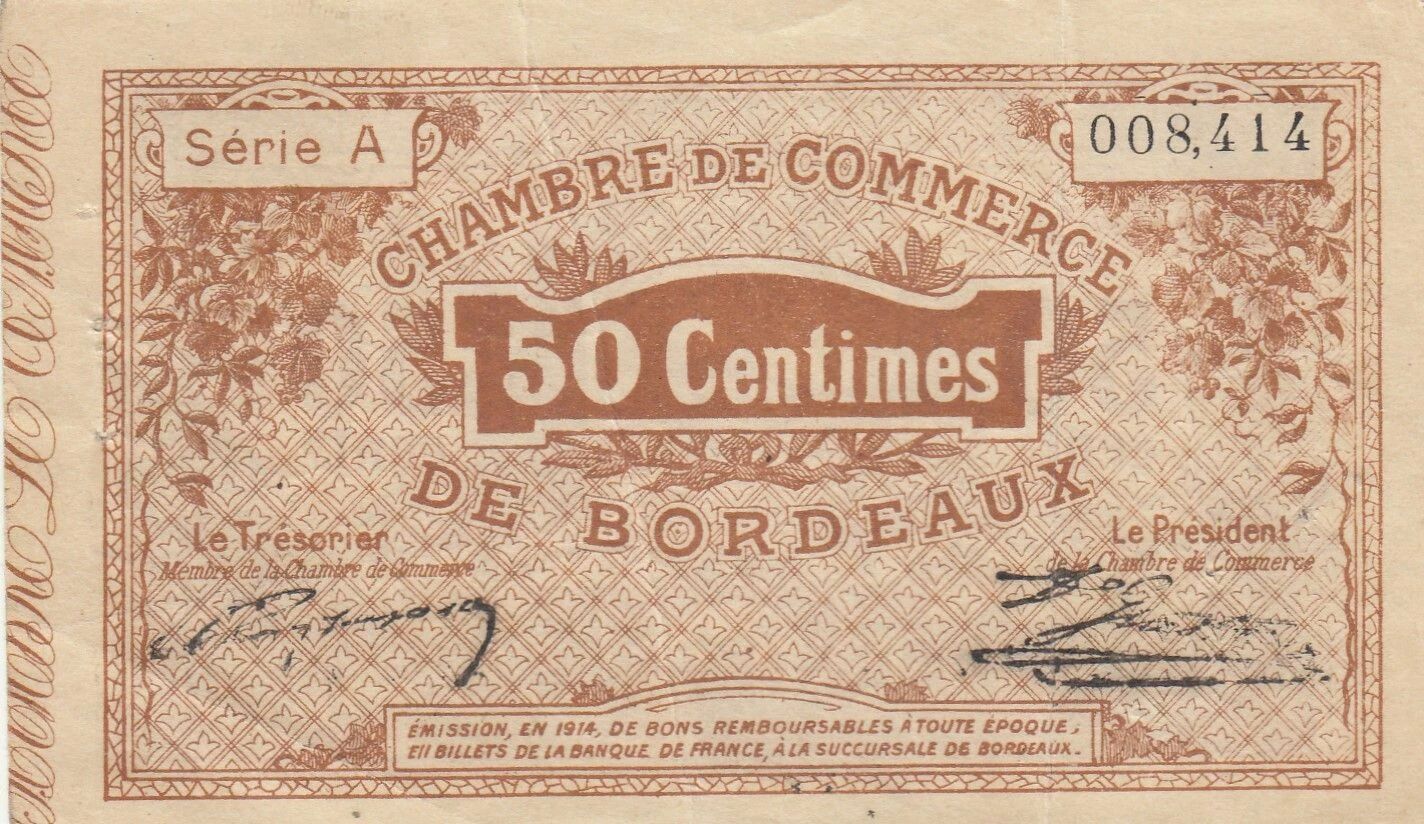 Série A
008,414
CHAMBRE DE COMMERCE
50 Centimes
DE BORDEAUX
Le Trésorier
Membre de la Chambre de Commerce
Le Président
de la Chambre de Commerce
ÉMISSION, EN 1914, DE BONS REMBOURSABLES À TOUTE ÉPOQUE,
EN BILLETS DE LA BANQUE DE FRANCE, À LA SUCCURSALE DE BORDEAUX.